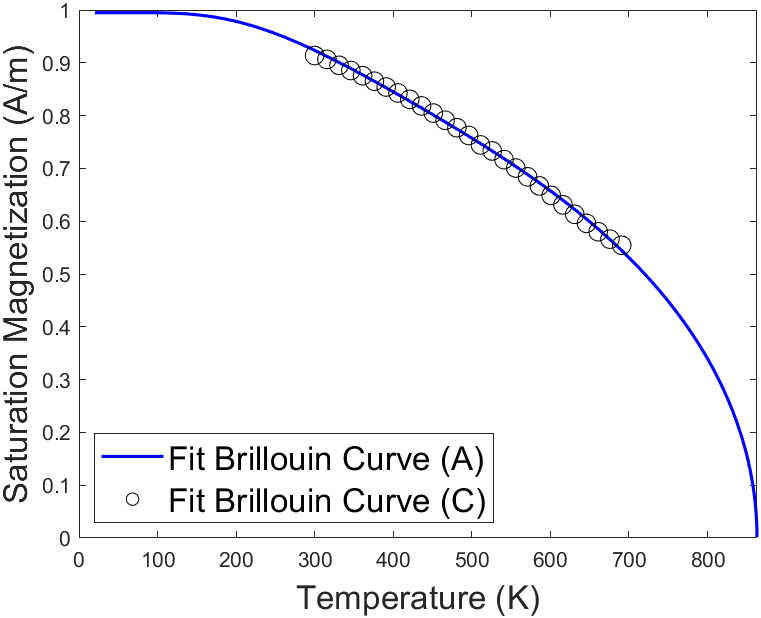 Saturation Magnetization (A/m)
1
0.9
0.8
0.7
0.6
0.5
0.4
0.3
0.2
0.1
0
Fit Brillouin Curve (A)
Fit Brillouin Curve (C)
0 100 200 300 400 500 600 700 800
Temperature (K)